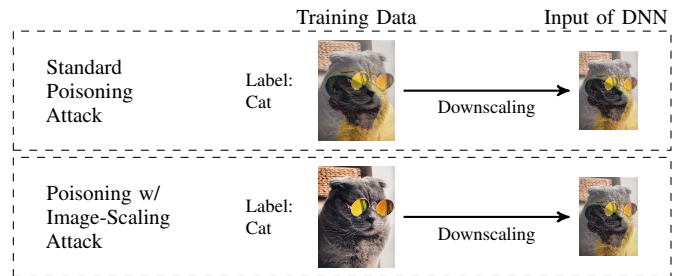 Training Data
Input of DNN
Standard
Poisoning
Attack
Label:
Cat
Downscaling
Poisoning w/
Image-Scaling
Attack
Label:
Cat
Downscaling